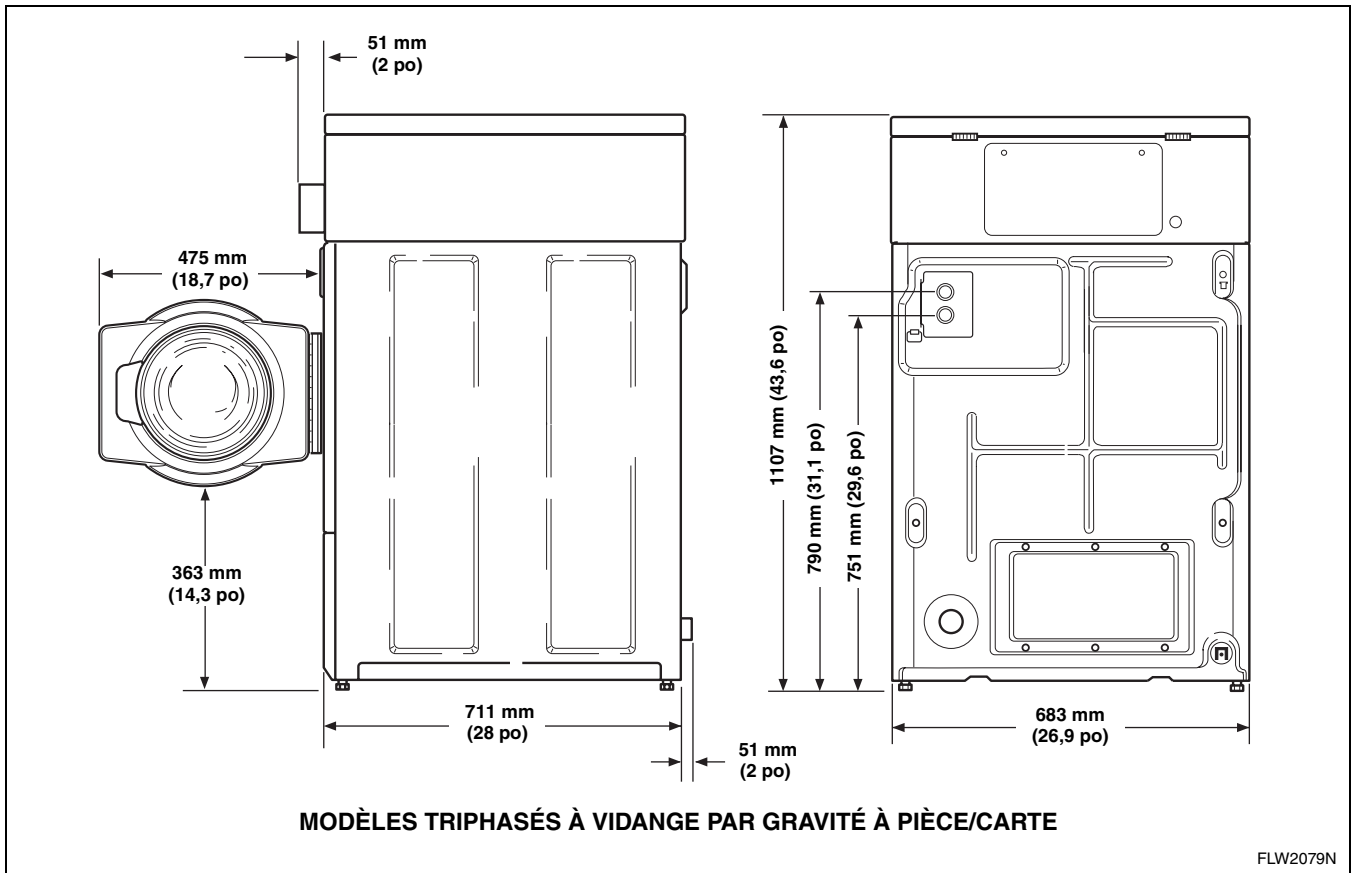 51 mm
(2 po)
475 mm
(18,7 po)
363 mm
(14,3 po)
711 mm
(28 po)
51 mm
(2 po)
1107 mm (43,6 po)
790 mm (31,1 po)
751 mm (29,6 po)
683 mm
(26,9 po)
MODÈLES TRIPHASÉS À VIDANGE PAR GRAVITÉ À PIÈCE/CARTE
FLW2079N